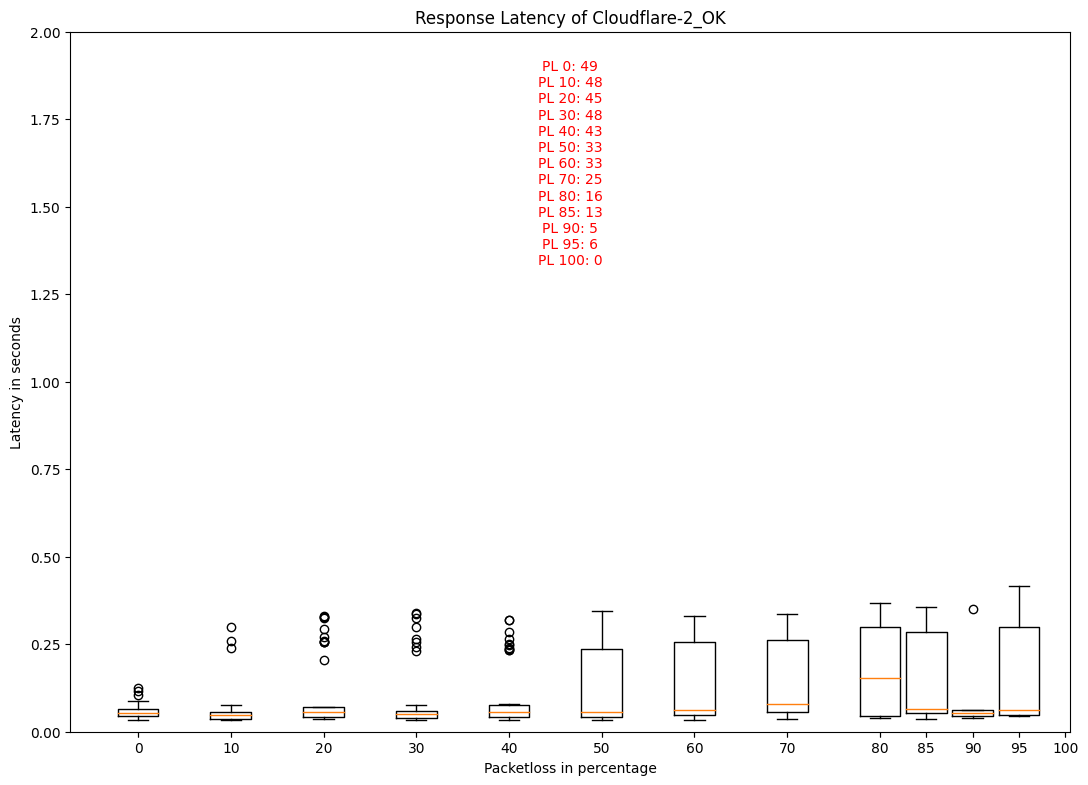 Response Latency of Cloudflare-2_OK
2.00
1.75
1.50
1.25
1.00
0.75
0.50
0.25
0.00
Latency in seconds
PL 0: 49
PL 10: 48
PL 20: 45
PL 30: 48
PL 40: 43
PL 50: 33
PL 60: 33
PL 70: 25
PL 80: 16
PL 85: 13
PL 90: 5
PL 95: 6
PL 100: 0
0 10 20 30 40 50 60 70 80 85 90 95 100
Packetloss in percentage